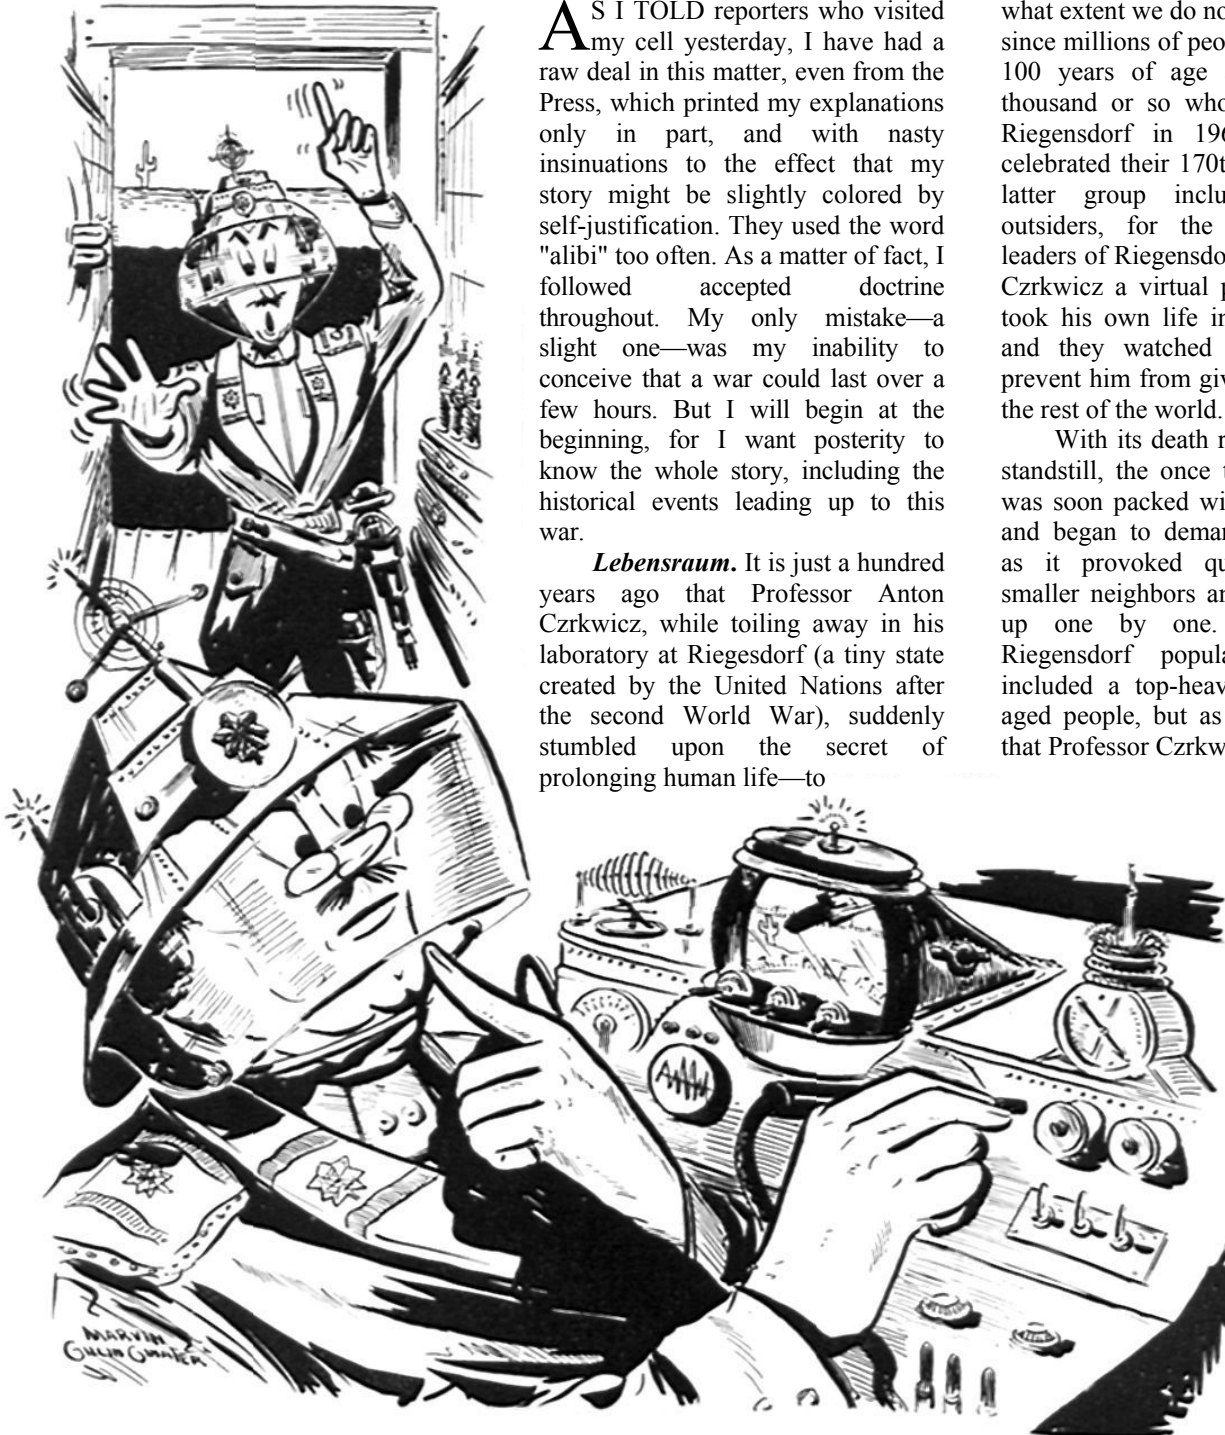 AS I TOLD reporters who visited
my cell yesterday, I have had a
raw deal in this matter, even from the
Press, which printed my explanations
only in part, and with nasty
insinuations to the effect that my
story might be slightly colored by
self-justification. They used the word
"alibi" too often. As a matter of fact, I
followed accepted doctrine
throughout. My only mistake—a
slight one—was my inability to
conceive that a war could last over a
few hours. But I will begin at the
beginning, for I want posterity to
know the whole story, including the
historical events leading up to this
war.
Lebensraum. It is just a hundred
years ago that Professor Anton
Czrkwicz, while toiling away in his
laboratory at Riegesdorf (a tiny state
created by the United Nations after
the second World War), suddenly
stumbled upon the secret of
prolonging human life—to
what extent we do no
since millions of peo
100 years of age
thousand or so who
Riegensdorf in 196
celebrated their 170t
latter group inclu
outsiders, for the
leaders of Riegensdo
Czrkwicz a virtual p
took his own life in
and they watched
prevent him from giv
the rest of the world.
With its death r
standstill, the once t
was soon packed wi
and began to deman
as it provoked qu
smaller neighbors an
up one by one.
Riegensdorf popula
included a top-heav
aged people, but as
that Professor Czrkw
MARVIN